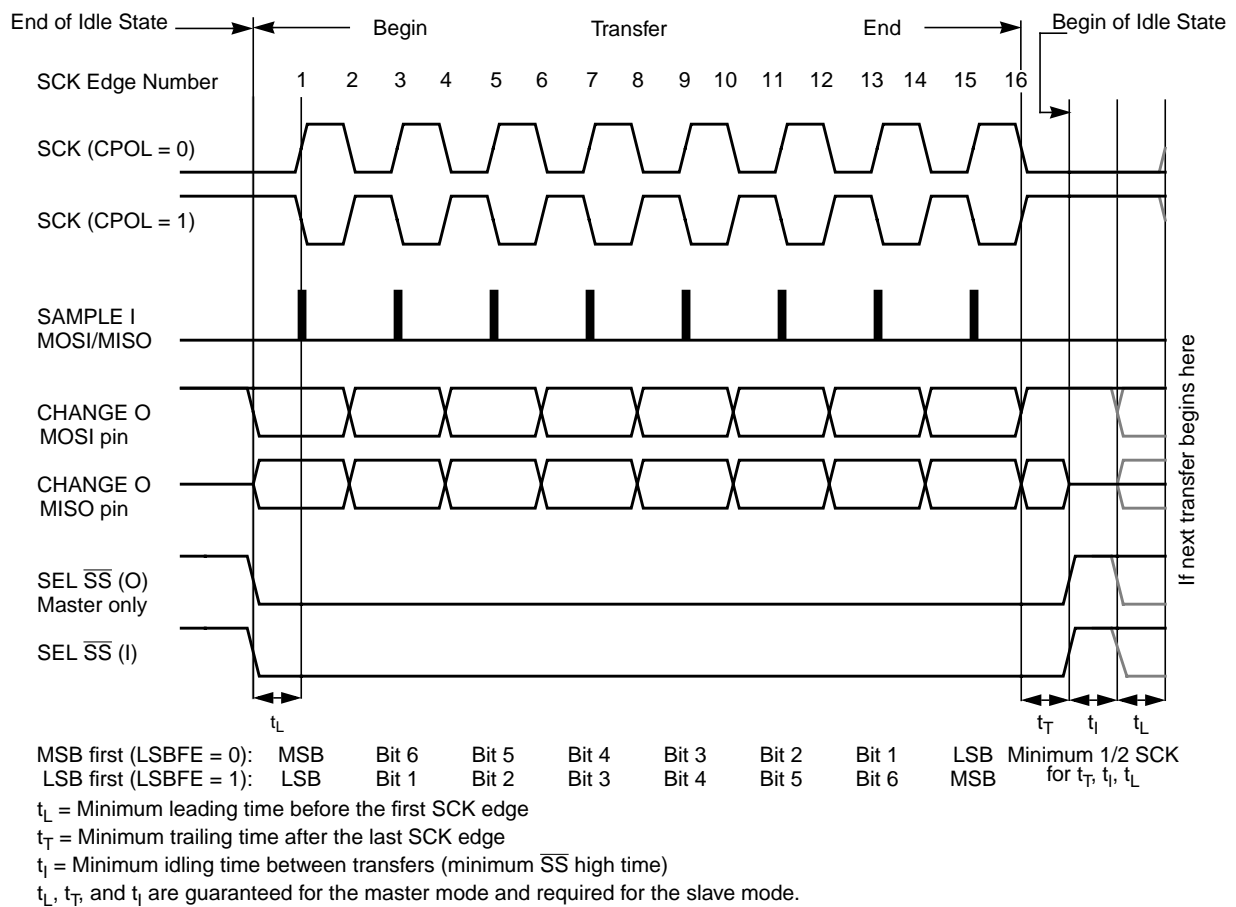 End of Idle State
Begin
Transfer
End
Begin of Idle State
SCK Edge Number
1 2 3 4 5 6 7 8 9 10 11 12 13 14 15 16
SCK (CPOL = 0)
SCK (CPOL = 1)
SAMPLE I
MOSI/MISO
CHANGE O
MOSI pin
CHANGE O
MISO pin
SEL SS (O)
Master only
SEL SS (I)
If next transfer begins here
tL
tT tI tL
MSB first (LSBFE = 0): MSB Bit 6 Bit 5 Bit 4 Bit 3 Bit 2 Bit 1 LSB
LSB first (LSBFE = 1): LSB Bit 1 Bit 2 Bit 3 Bit 4 Bit 5 Bit 6 MSB
Minimum 1/2 SCK
for tT, tI, tL
tL = Minimum leading time before the first SCK edge
tT = Minimum trailing time after the last SCK edge
tI = Minimum idling time between transfers (minimum SS high time)
tL, tT, and tI are guaranteed for the master mode and required for the slave mode.